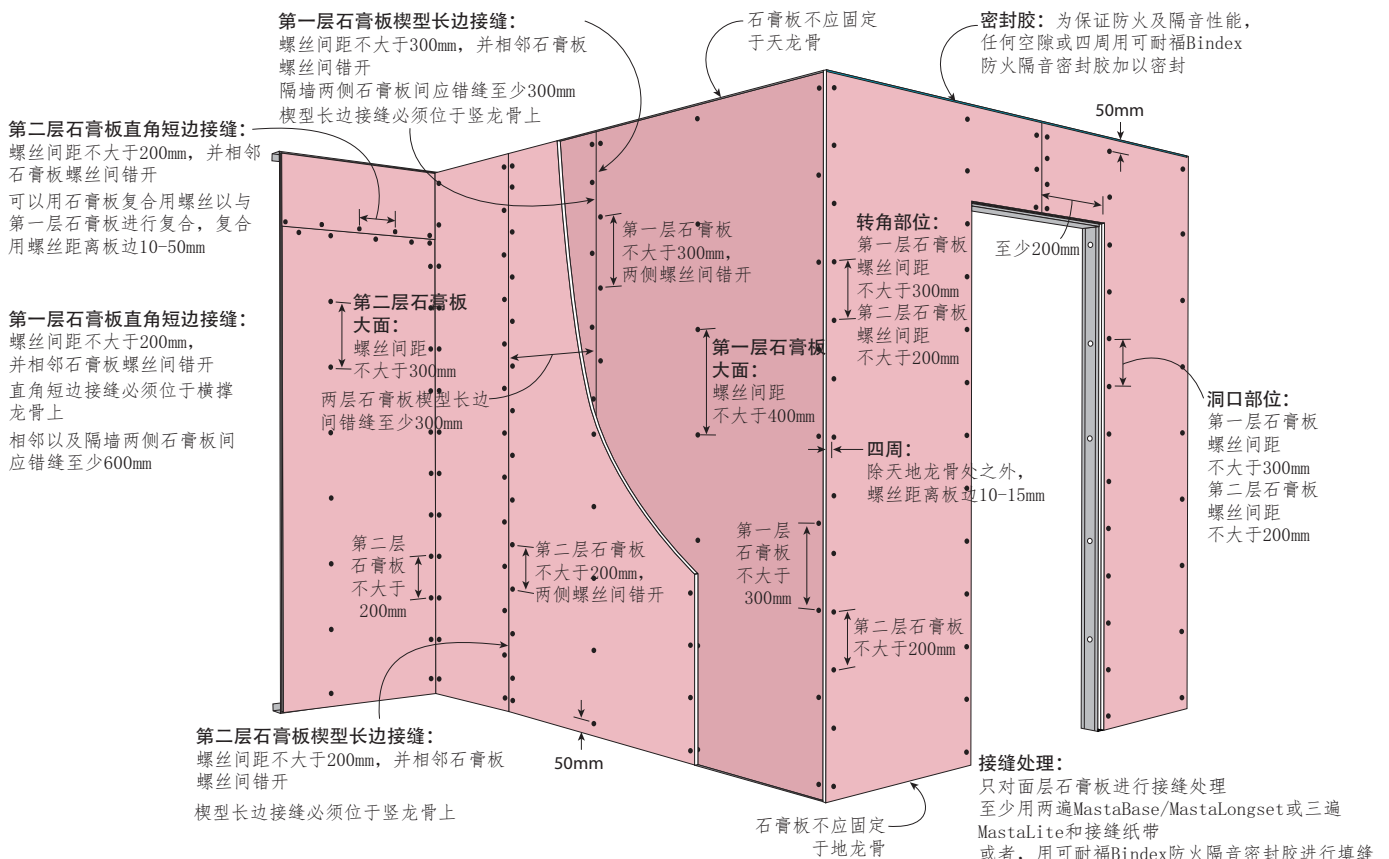 第一层石膏板楔型长边接缝：
螺丝间距不大于300mm，并相邻石膏板
螺丝间错开
隔墙两侧石膏板间应错缝至少300mm
楔型长边接缝必须位于竖龙骨上
石膏板不应固定
于天龙骨
密封胶：为保证防火及隔音性能，
任何空隙或四周用可耐福Bindex
防火隔音密封胶加以密封
50mm
第二层石膏板直角短边接缝：
螺丝间距不大于200mm，并相邻
石膏板螺丝间错开
可以用石膏板复合用螺丝以与
第一层石膏板进行复合，复合
用螺丝距离板边10-50mm
第一层石膏板直角短边接缝：
螺丝间距不大于200mm，
并相邻石膏板螺丝间错开
直角短边接缝必须位于横撑
龙骨上
相邻以及隔墙两侧石膏板间
应错缝至少600mm
第二层石膏板
大面：
螺丝间距
不大于300mm
两层石膏板楔型长边
间错缝至少300mm
第一层石膏板
不大于300mm，
两侧螺丝间错开
第一层石膏板
大面：
螺丝间距
不大于400mm
转角部位：
第一层石膏板
螺丝间距
不大于300mm
第二层石膏板
螺丝间距
不大于200mm
至少200mm
洞口部位：
第一层石膏板
螺丝间距
不大于300mm
第二层石膏板
螺丝间距
不大于200mm
四周：
除天地龙骨处之外，
螺丝距离板边10-15mm
第二层
石膏板
不大于
200mm
第二层石膏板
不大于200mm，
两侧螺丝间错开
第一层
石膏板
不大于
300mm
第二层石膏板
不大于200mm
第二层石膏板楔型长边接缝：
螺丝间距不大于200mm，并相邻石膏板
螺丝间错开
楔型长边接缝必须位于竖龙骨上
50mm
石膏板不应固定
于地龙骨
接缝处理：
只对面层石膏板进行接缝处理
至少用两遍MastaBase/MastaLongset或三遍
MastaLite和接缝纸带
或者，用可耐福Bindex防火隔音密封胶进行填缝